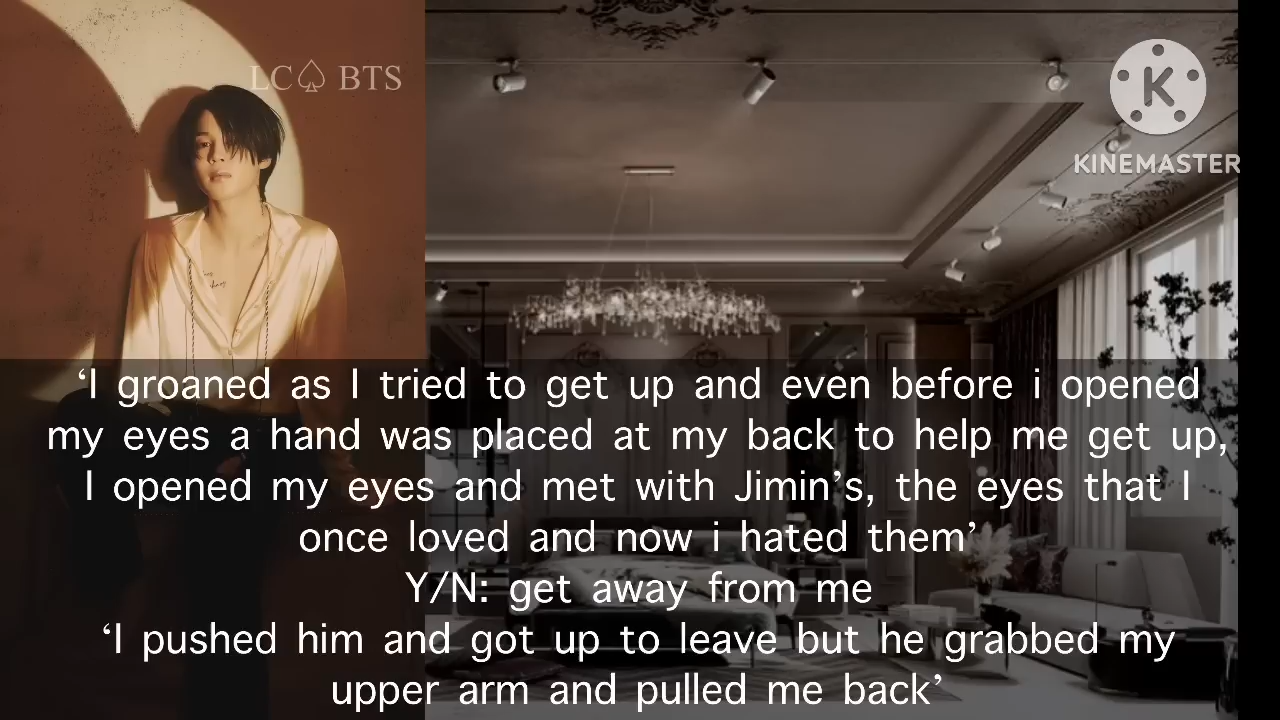 LC♤ BTS
KINEMASTER
‘I groaned as I tried to get up and even before i opened
my eyes a hand was placed at my back to help me get up,
I opened my eyes and met with Jimin’s, the eyes that I
once loved and now i hated them’
Y/N: get away from me
‘I pushed him and got up to leave but he grabbed my
upper arm and pulled me back’